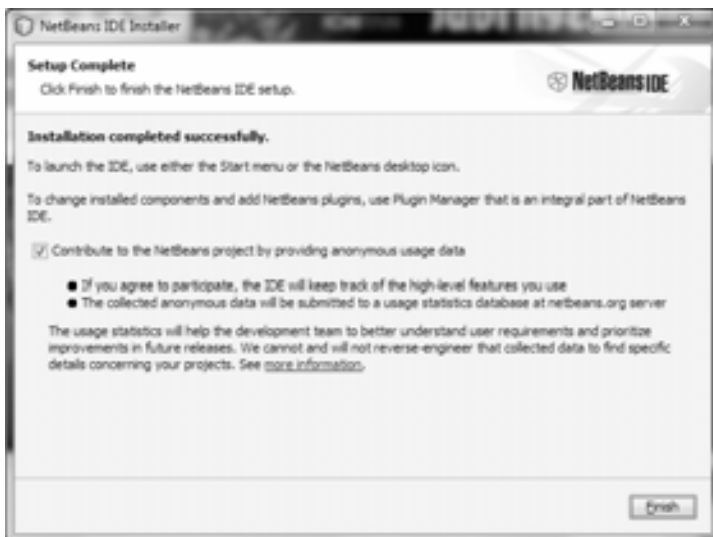 NetBeans IDE Installer
Setup Complete
Click Finish to finish the NetBeans IDE setup.
NetBeans IDE
Installation completed successfully.
To launch the IDE, use either the Start menu or the NetBeans desktop icon.
To change installed components and add NetBeans plugins, use Plugin Manager that is an integral part of NetBeans
IDE.
Contribute to the NetBeans project by providing anonymous usage data
If you agree to participate, the IDE will keep track of the high-level features you use
The collected anonymous data will be submitted to a usage statistics database at netbeans.org server
The usage statistics will help the development team to better understand user requirements and prioritize
improvements in future releases. We cannot and will not reverse-engineer that collected data to find specific
details concerning your projects. See more information.
Finish